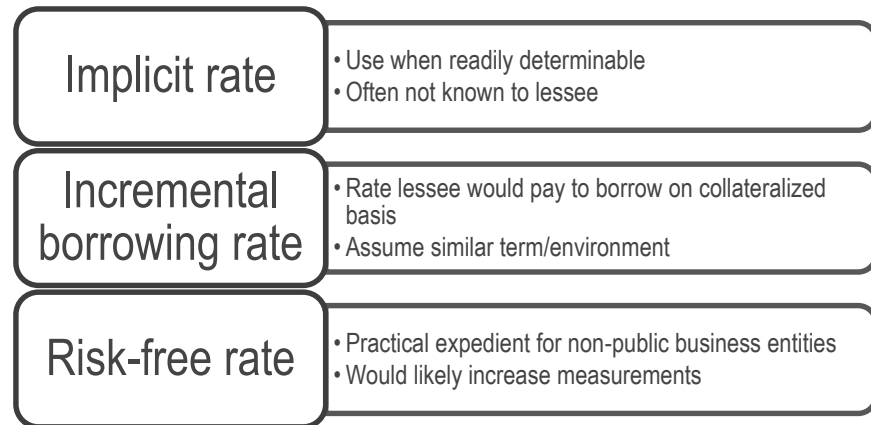 Implicit rate
• Use when readily determinable
• Often not known to lessee
Incremental
borrowing rate
• Rate lessee would pay to borrow on collateralized
basis
• Assume similar term/environment
Risk-free rate
• Practical expedient for non-public business entities
• Would likely increase measurements